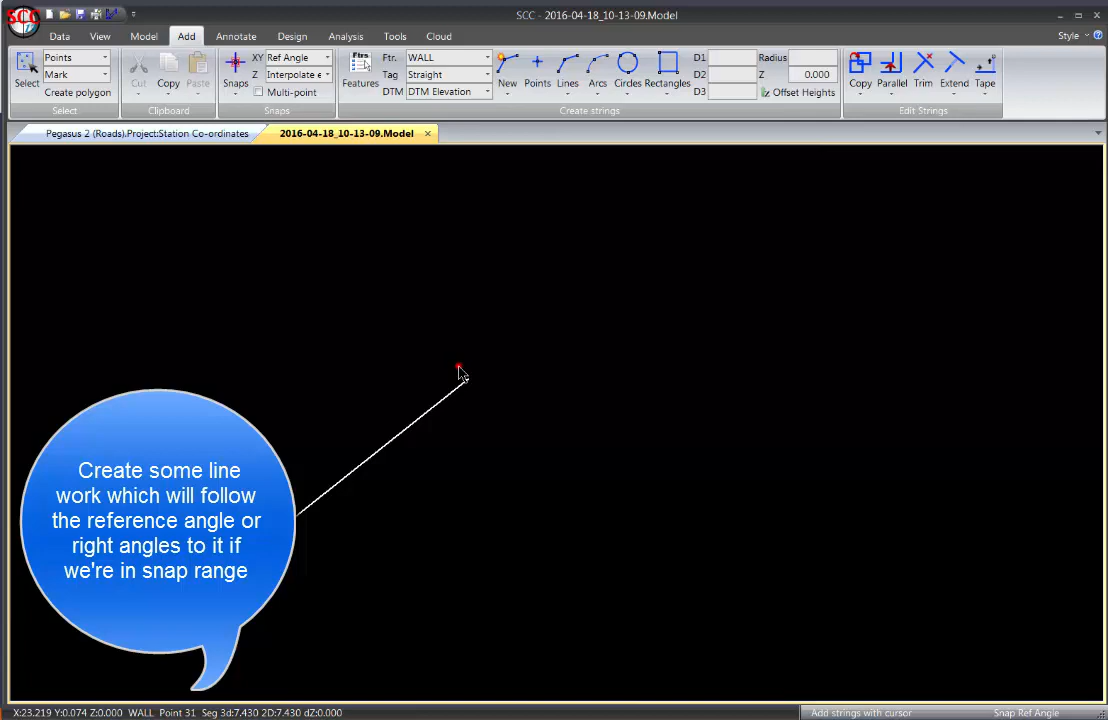 SCC
SCC - 2016-04-18_10-13-09.Model
Data View Model Add Annotate Design Analysis Tools Cloud Style
Points
Mark
Create polygon
Select
Select
Cut Copy Paste
Clipboard
Snaps
XY Ref Angle
Z Interpolate e
Multi-point
Snaps
Features
Ftrs
Ftr. WALL
Tag Straight
DTM DTM Elevation
New Points Lines Arcs Circles Rectangles
D1
D2
D3
Radius
Z 0.000
Offset Heights
Create strings
Copy Parallel Trim Extend Tape
Edit Strings
Pegasus 2 (Roads).Project:Station Co-ordinates
2016-04-18_10-13-09.Model
Create some line
work which will follow
the reference angle or
right angles to it if
we're in snap range
X:23.219 Y:0.074 Z:0.000 WALL Point 31 Seg 3d:7.430 2D:7.430 dZ:0.000
Add strings with cursor
Snap Ref Angle